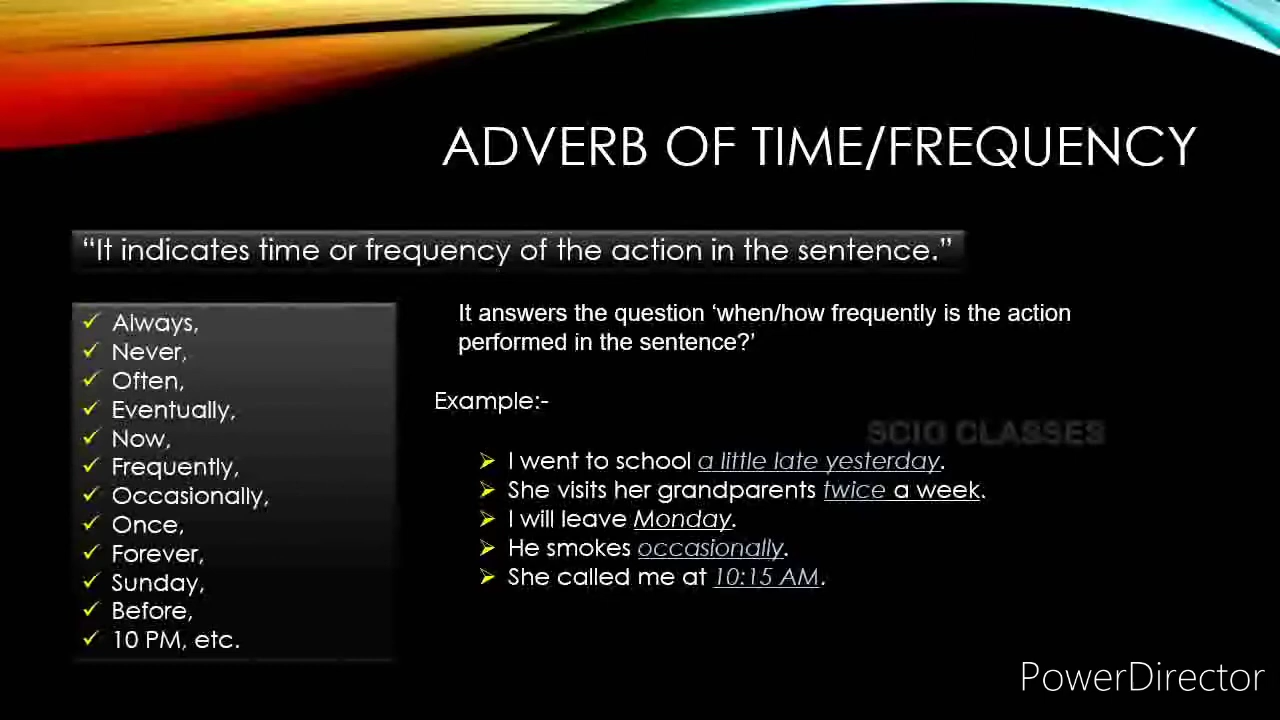 ADVERB OF TIME/FREQUENCY
“It indicates time or frequency of the action in the sentence.”
Always,
Never,
Often,
Eventually,
Now,
Frequently,
Occasionally,
Once,
Forever,
Sunday,
Before,
10 PM, etc.
It answers the question ‘when/how frequently is the action
performed in the sentence?’
Example:-
SCIO CLASSES
I went to school a little late yesterday.
She visits her grandparents twice a week.
I will leave Monday.
He smokes occasionally.
She called me at 10:15 AM.
PowerDirector